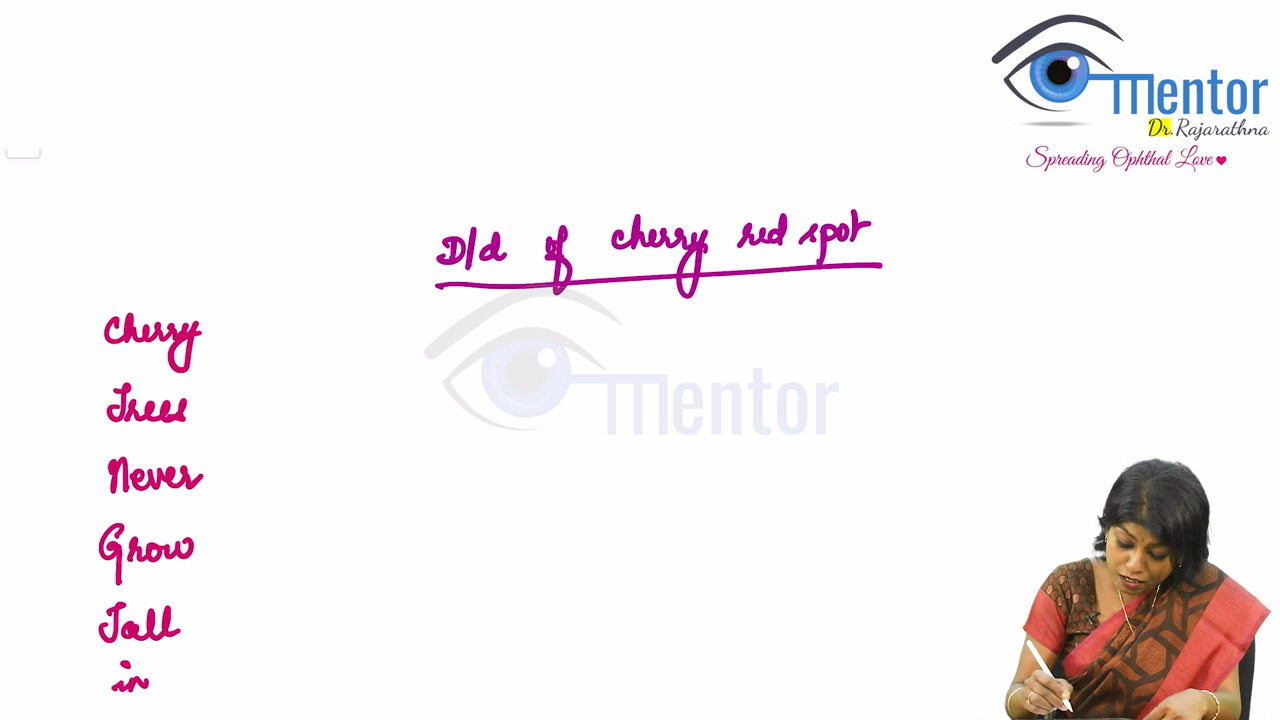 mentor
Dr. Rajarathna
Spreading Ophthal Love
D/d of cherry red spot
Cherry
Trees
Never
Grow
Tall
in
mentor